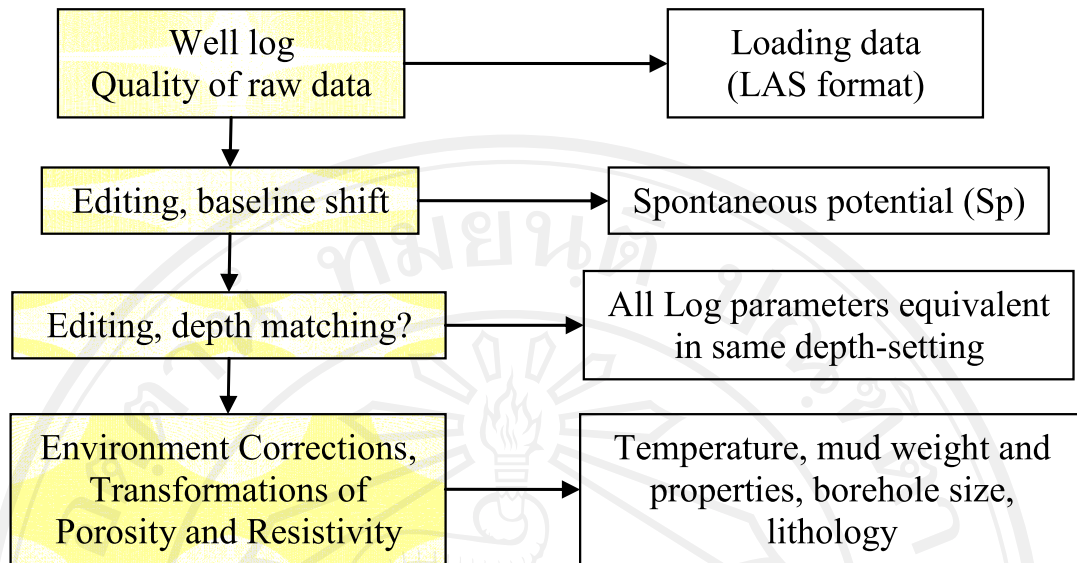 Well log
Quality of raw data
Loading data
(LAS format)
Editing, baseline shift
Spontaneous potential (Sp)
Editing, depth matching?
All Log parameters equivalent
in same depth-setting
Environment Corrections,
Transformations of
Porosity and Resistivity
Temperature, mud weight and
properties, borehole size,
lithology